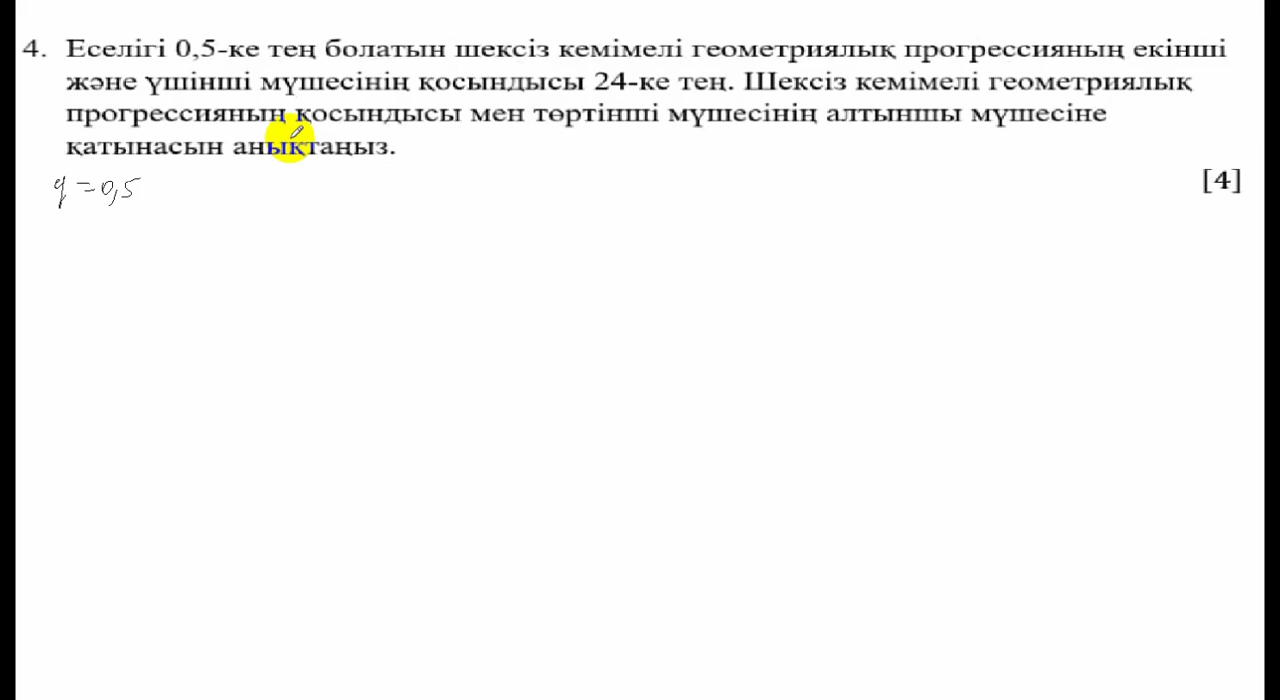 4. Еселігі 0,5-ке тең болатын шексіз кемімелі геометриялық прогрессияның екінші
және үшінші мүшесінің қосындысы 24-ке тең. Шексіз кемімелі геометриялық
прогрессияның қосындысы мен төртінші мүшесінің алтыншы мүшесіне
қатынасын анықтаңыз.
[4]
q = 0,5